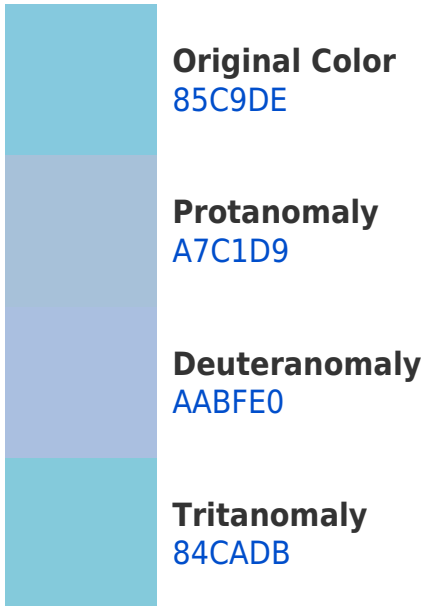 Original Color
85C9DE
Protanomaly
A7C1D9
Deuteranomaly
AABFE0
Tritanomaly
84CADB